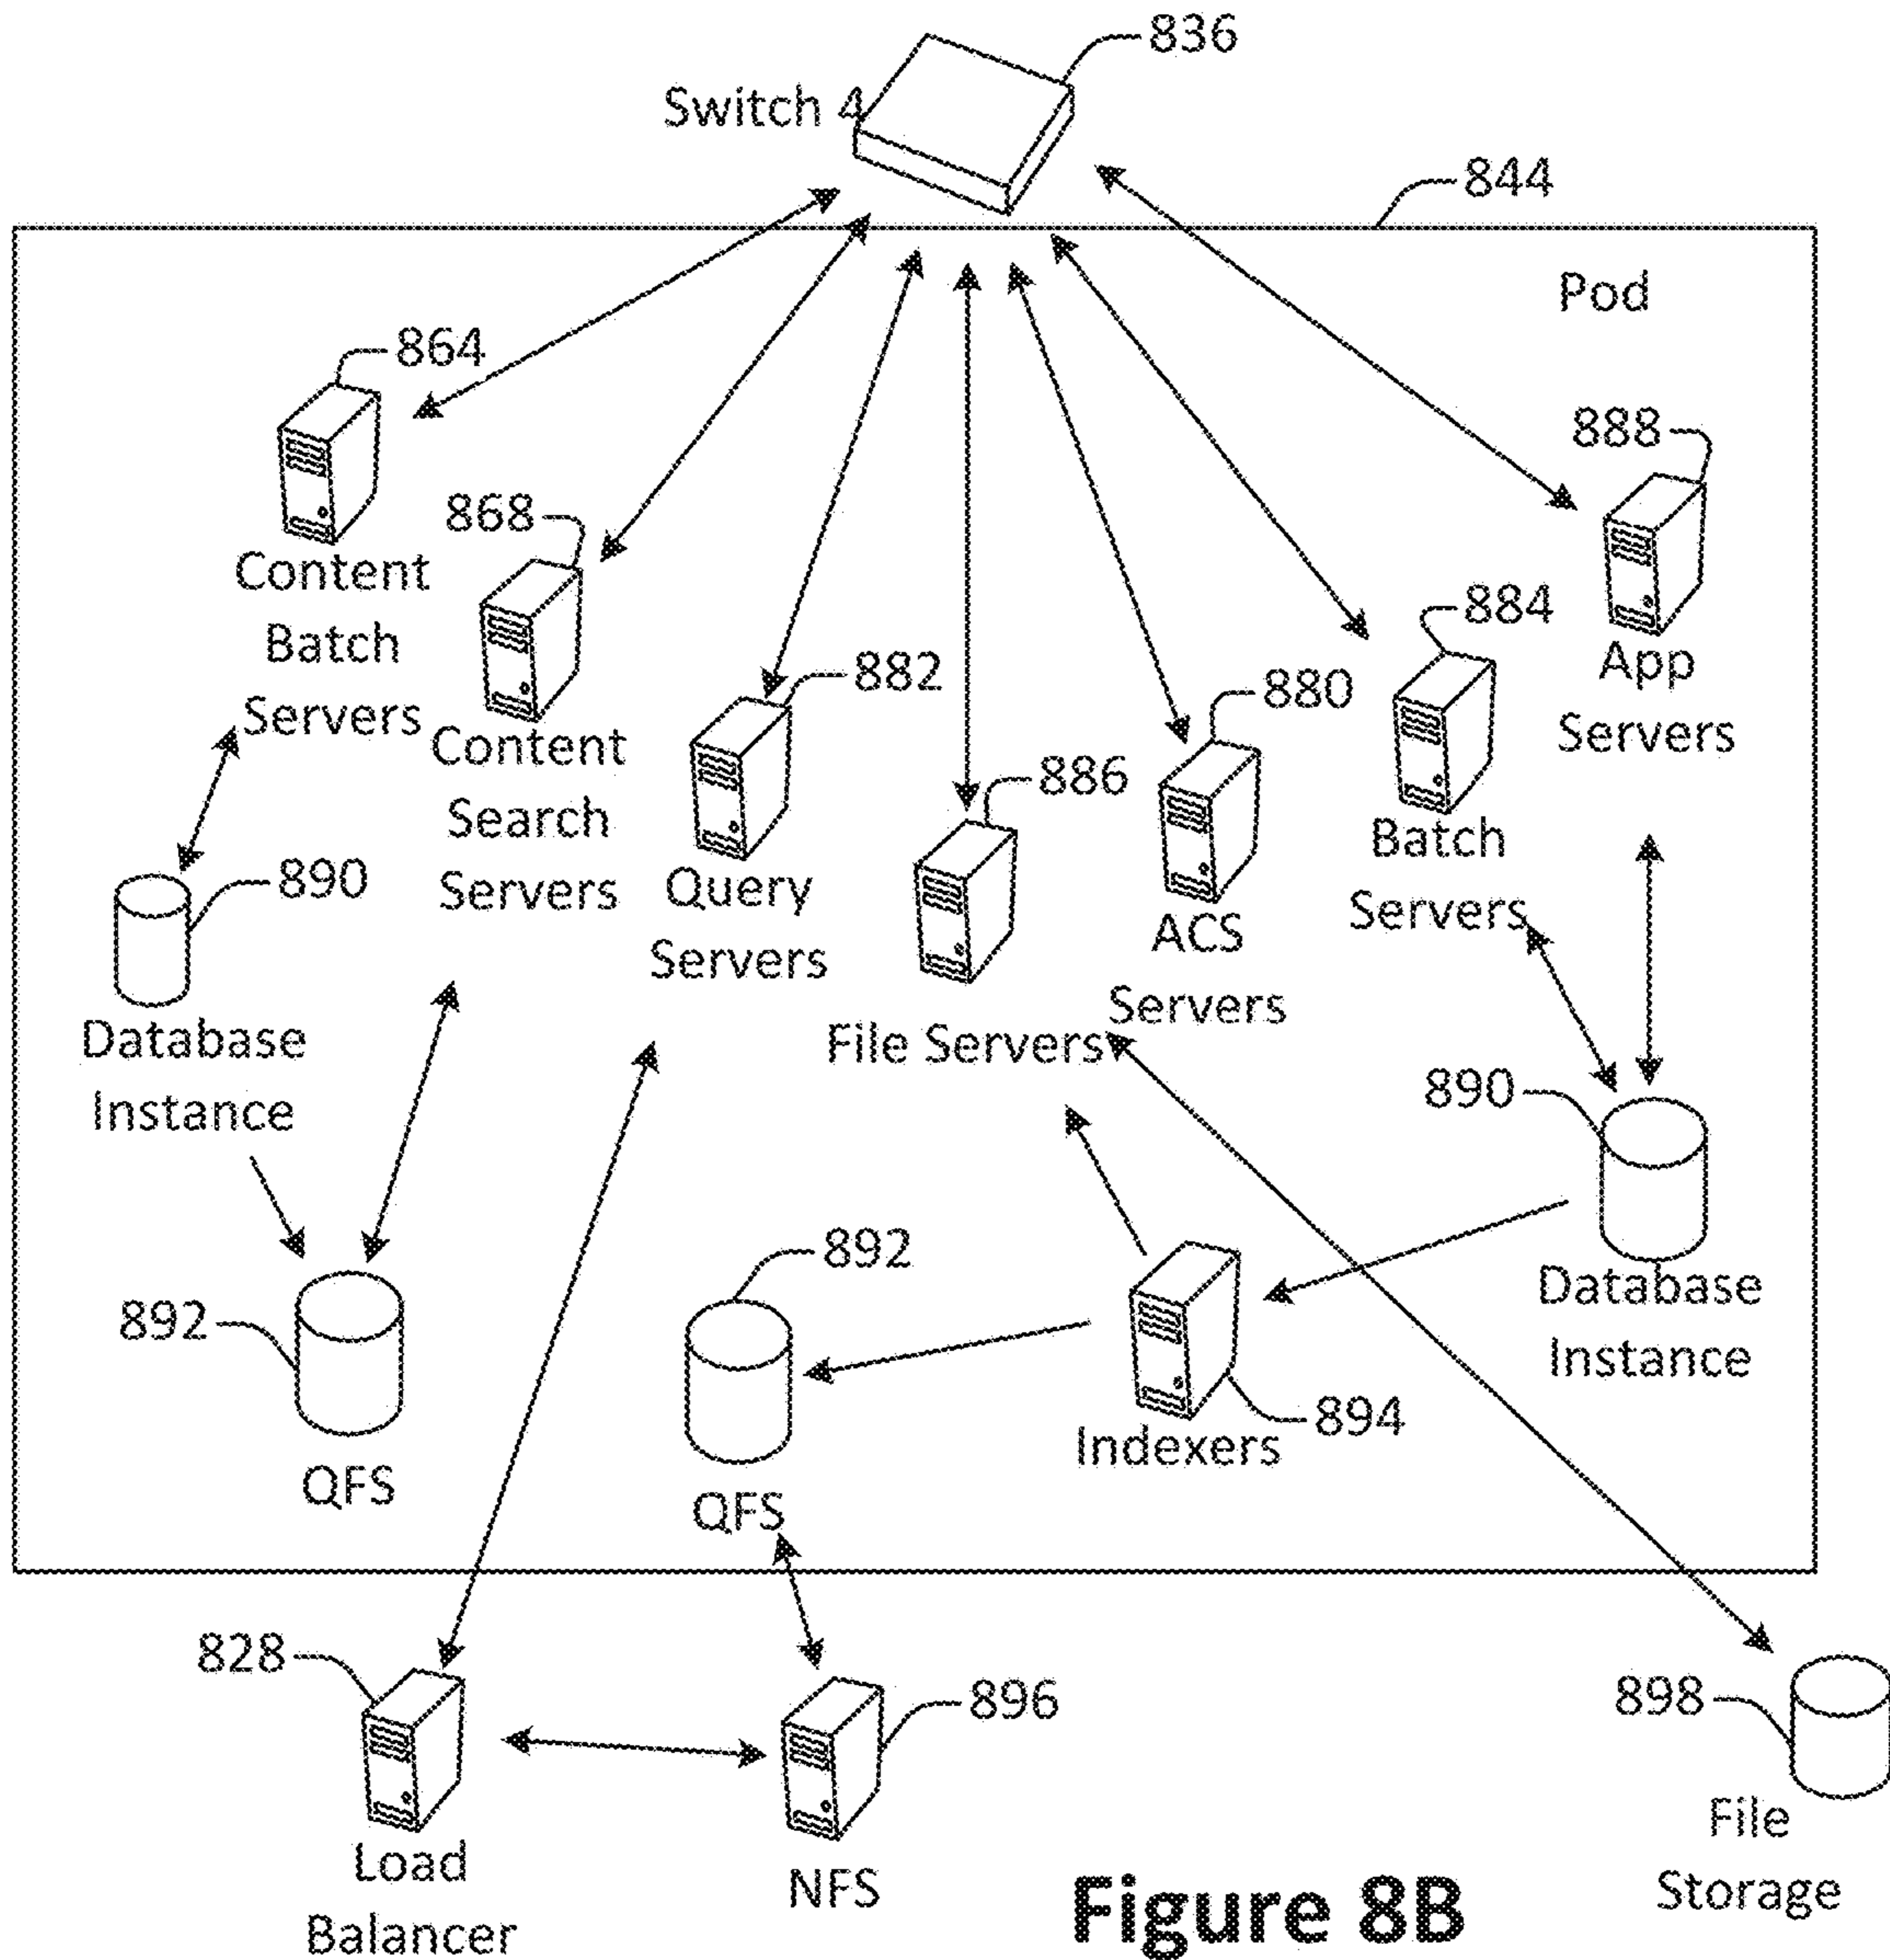 836
Switch 4
844
Pod
864
888
868
Content
Batch
Servers
884
App
Servers
882
880
Content
Search
Servers
886
Batch
Servers
890
Query
Servers
ACS
Servers
Database
Instance
File Servers
890
892
892
Database
Instance
894
Indexers
QFS
QFS
828
896
898
Load
Balancer
NFS
File
Storage
Figure 8B